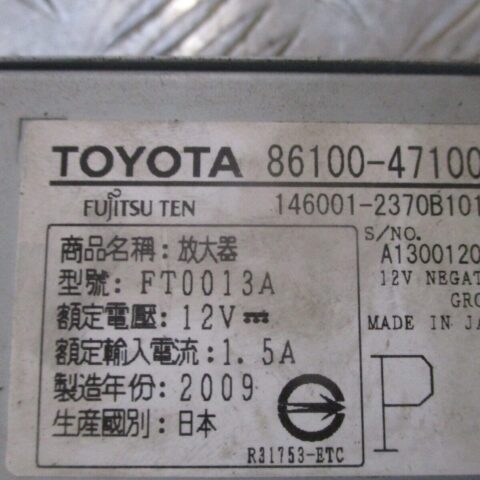 TOYOTA 86100-47100
FUJITSU TEN 146001-2370B101
S/NO.
A1300120
12V NEGAT
GRO
MADE IN JA
商品名稱：放大器
型號：FT0013A
額定電壓：12V⎓
額定輸入電流：1.5A
製造年份：2009
生産國別：日本
R31753-ETC
P